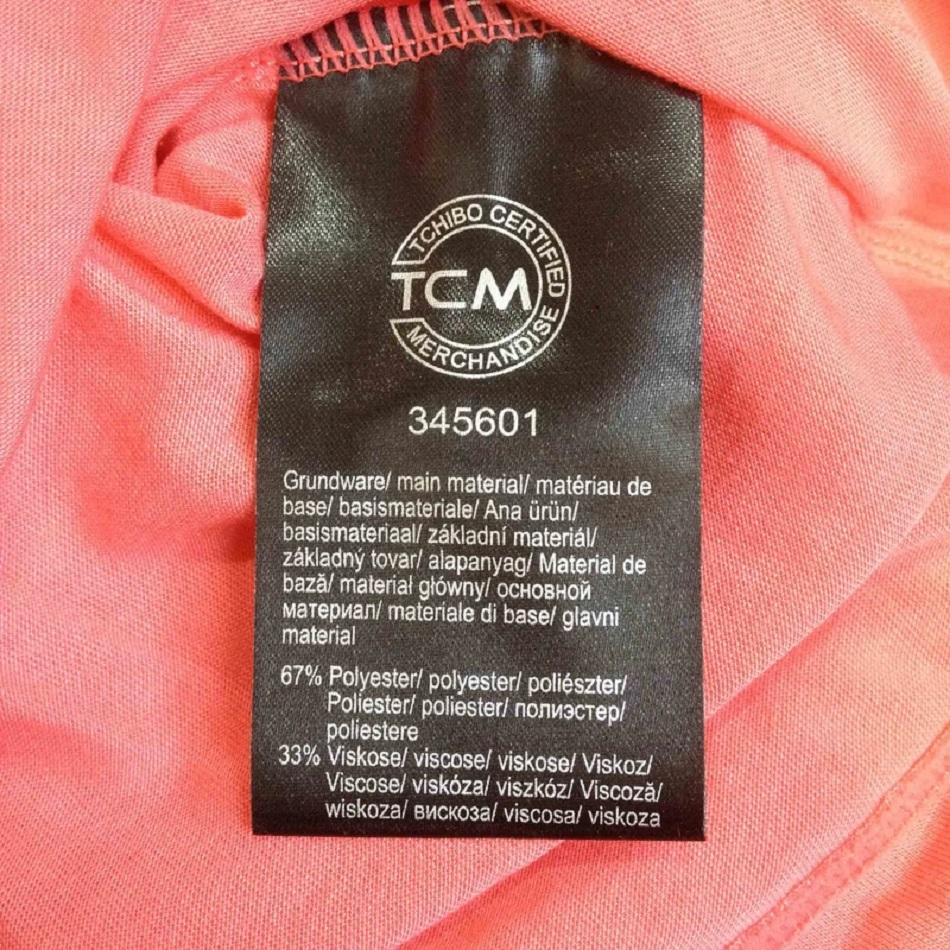 TCHIBO CERTIFIED
TCM
MERCHANDISE
345601
Grundware/ main material/ matériau de
base/ basismateriale/ Ana ürün/
basismateriaal/ základní materiál/
základný tovar/ alapanyag/ Material de
bază/ materiał główny/ основной
материал/ materiale di base/ glavni
material
67% Polyester/ polyester/ poliészter/
Poliester/ poliester/ полиэстер/
poliestere
33% Viskose/ viscose/ viskose/ Viskoz/
Viscose/ viskóza/ viszkóz/ Viscoză/
wiskoza/ вискоза/ viscosa/ viskoza